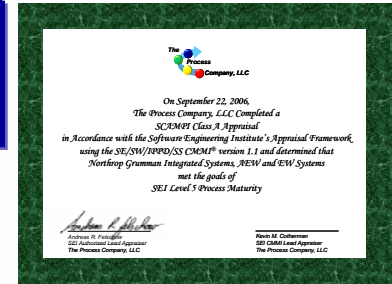 The
Process
Company, LLC
On September 22, 2006,
The Process Company, LLC Completed a
SCAMPI Class A Appraisal
in Accordance with the Software Engineering Institute's Appraisal Framework
using the SE/SW/IPPD/SS CMMI® version 1.1 and determined that
Northrop Grumman Integrated Systems, AEW and EW Systems
met the goals of
SEI Level 5 Process Maturity
Andreas R. Felschow
SEI Authorized Lead Appraiser
The Process Company, LLC
Kevin M. Cotherman
SEI CMMI Lead Appraiser
The Process Company, LLC